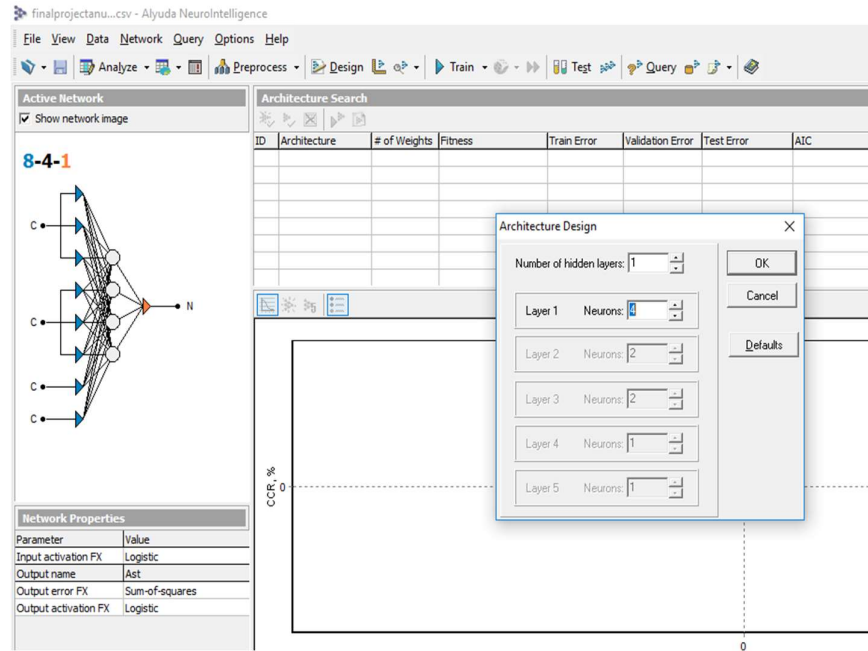 finalprojectanu...csv - Alyuda NeuroIntelligence
File View Data Network Query Options Help
Analyze Preprocess Design Train Test Query
Active Network
Show network image
8-4-1
C
C
C
C
N
Architecture Search
ID Architecture # of Weights Fitness Train Error Validation Error Test Error AIC
Architecture Design
Number of hidden layers: 1
Layer 1 Neurons: 4
Layer 2 Neurons: 2
Layer 3 Neurons: 2
Layer 4 Neurons: 1
Layer 5 Neurons: 1
OK
Cancel
Defaults
CCR, %
0
0
Network Properties
Parameter Value
Input activation FX Logistic
Output name Ast
Output error FX Sum-of-squares
Output activation FX Logistic